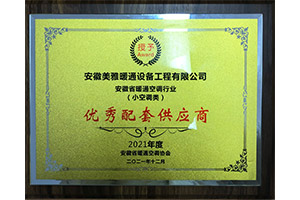 授予
Award
安徽美雅暖通设备工程有限公司
安徽省暖通空调行业
（小空调类）
优秀配套供应商
2021年度
安徽省暖通空调协会
二〇二一年十二月